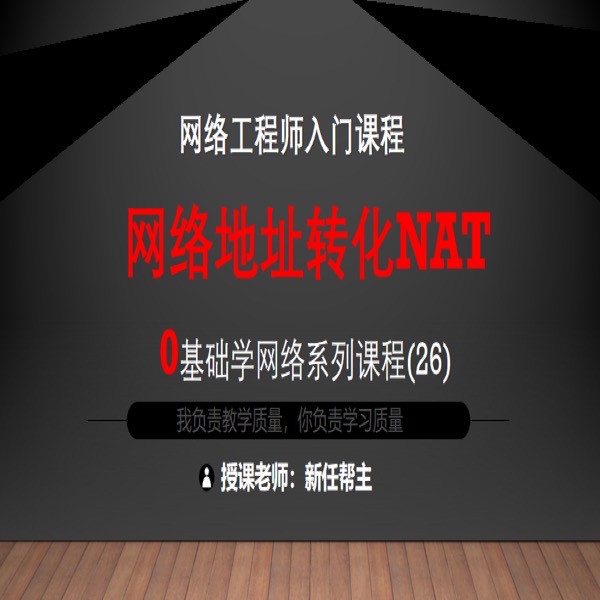 网络工程师入门课程
网络地址转化NAT
0基础学网络系列课程(26)
我负责教学质量，你负责学习质量
授课老师：新任帮主